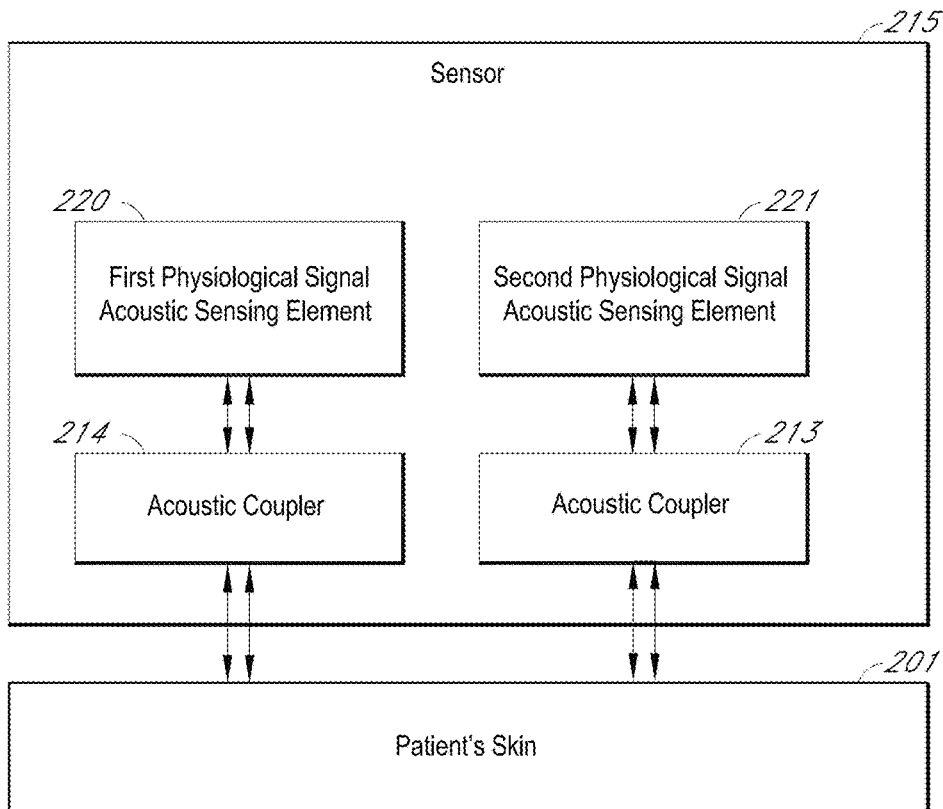 215
Sensor
220
221
First Physiological Signal
Acoustic Sensing Element
Second Physiological Signal
Acoustic Sensing Element
214
213
Acoustic Coupler
Acoustic Coupler
201
Patient's Skin